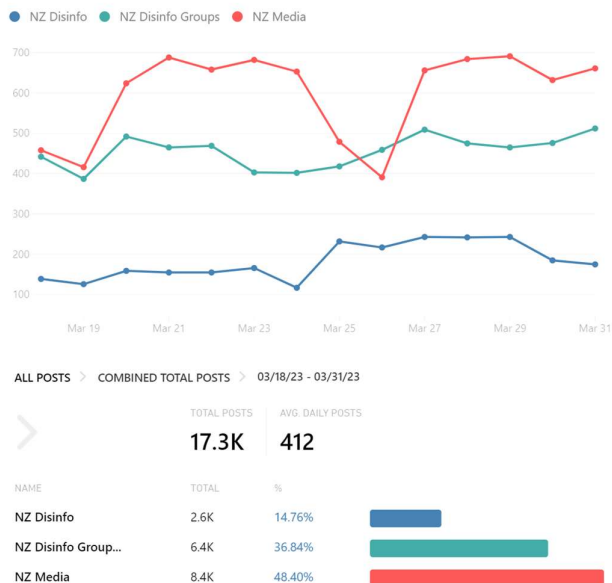 NZ Disinfo NZ Disinfo Groups NZ Media
700
600
500
400
300
200
100
Mar 19 Mar 21 Mar 23 Mar 25 Mar 27 Mar 29 Mar 31
ALL POSTS > COMBINED TOTAL POSTS > 03/18/23 - 03/31/23
TOTAL POSTS AVG. DAILY POSTS
17.3K 412
NAME TOTAL %
NZ Disinfo 2.6K 14.76%
NZ Disinfo Group... 6.4K 36.84%
NZ Media 8.4K 48.40%